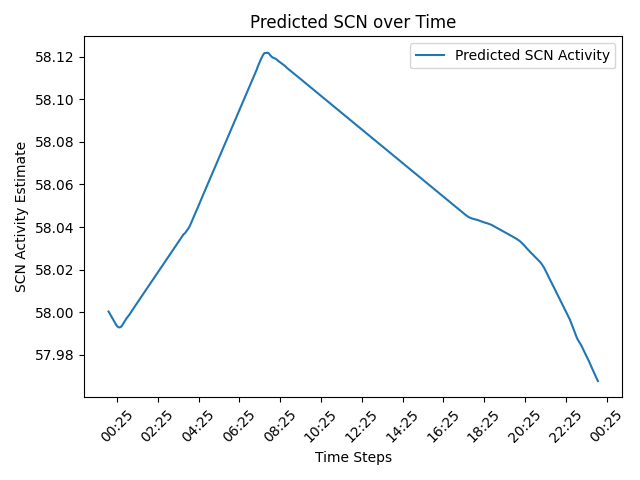 Predicted SCN over Time
Predicted SCN Activity
SCN Activity Estimate
58.12
58.10
58.08
58.06
58.04
58.02
58.00
57.98
00:25 02:25 04:25 06:25 08:25 10:25 12:25 14:25 16:25 18:25 20:25 22:25 00:25
Time Steps